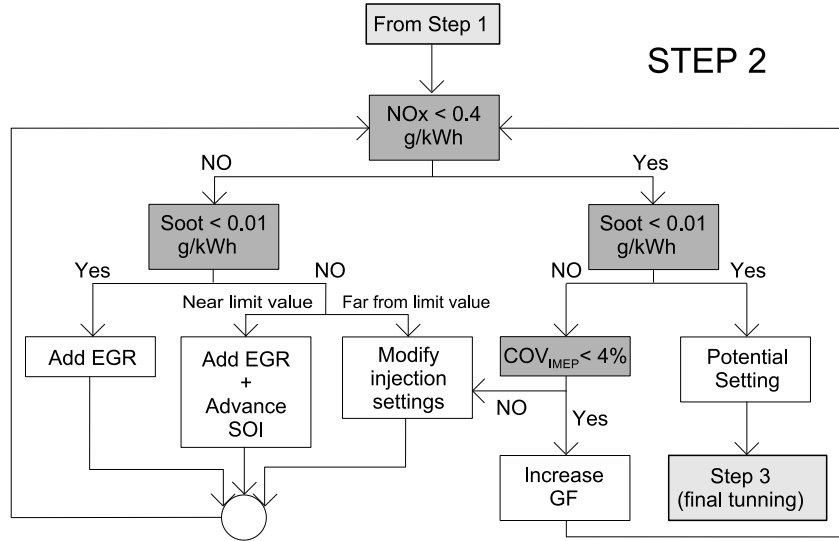 From Step 1
STEP 2
NOx < 0.4
g/kWh
NO
Yes
Soot < 0.01
g/kWh
Soot < 0.01
g/kWh
Yes
NO
NO
Yes
Near limit value
Far from limit value
Add EGR
Add EGR
+
Advance
SOI
Modify
injection
settings
COVIMEP < 4%
Potential
Setting
NO
Yes
Increase
GF
Step 3
(final tunning)